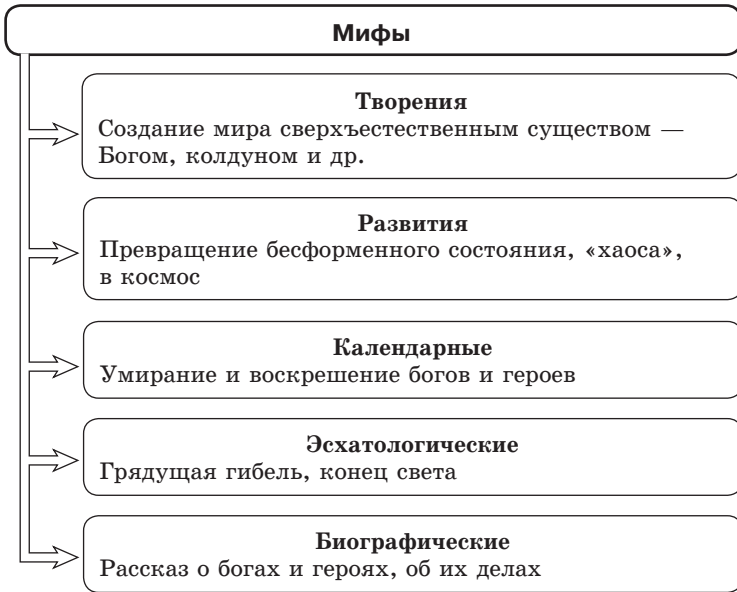 Мифы
Творения
Создание мира сверхъестественным существом —
Богом, колдуном и др.
Развития
Превращение бесформенного состояния, «хаоса»,
в космос
Календарные
Умирание и воскрешение богов и героев
Эсхатологические
Грядущая гибель, конец света
Биографические
Рассказ о богах и героях, об их делах